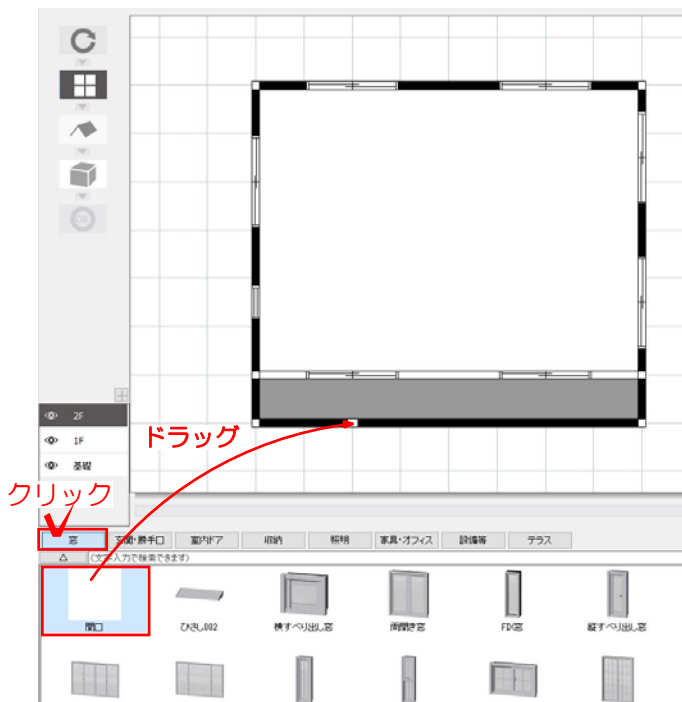 OK
2F
1F
基礎
ドラッグ
クリック
窓 玄関・勝手口 室内ドア 収納 照明 家具・オフィス 設備等 テラス
△ (文字入力で検索できます)
開口 ひさし002 横すべり出し窓 両開き窓 FIX窓 縦すべり出し窓